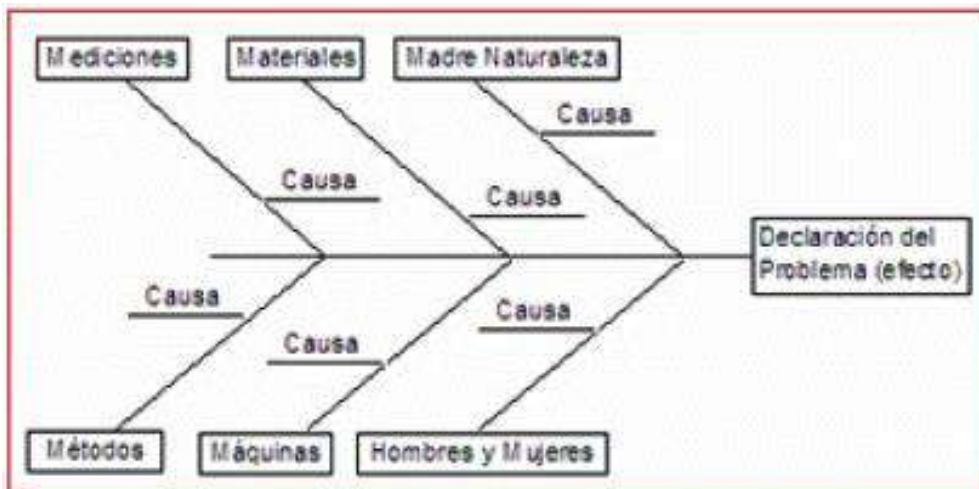 Mediciones
Materiales
Madre Naturaleza
Causa
Causa
Causa
Declaración del
Problema (efecto)
Causa
Causa
Causa
Métodos
Máquinas
Hombres y Mujeres